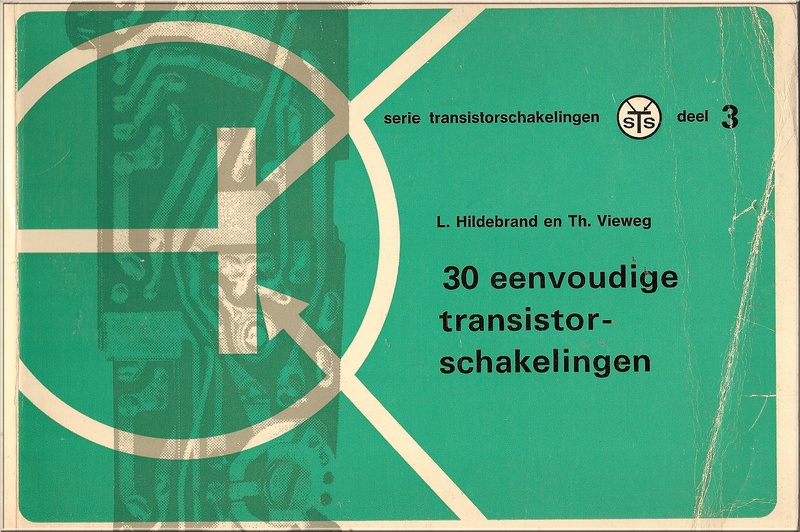 serie transistorschakelingen STS deel 3
L. Hildebrand en Th. Vieweg
30 eenvoudige
transistor-
schakelingen